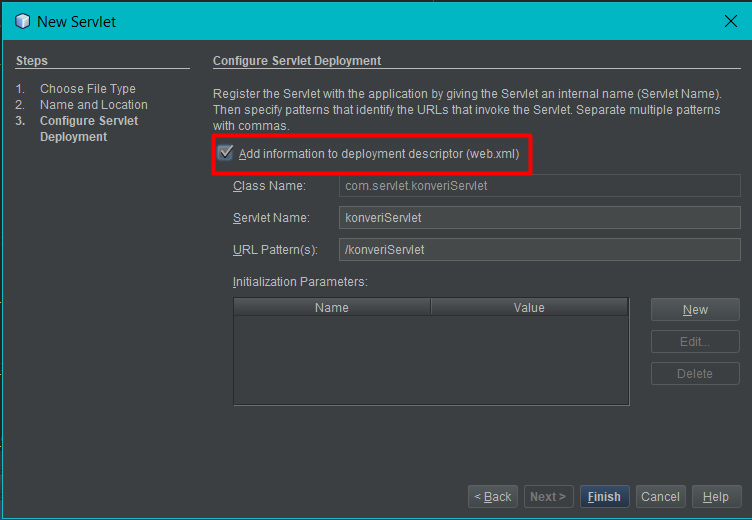 New Servlet
Steps
1. Choose File Type
2. Name and Location
3. Configure Servlet
Deployment
Configure Servlet Deployment
Register the Servlet with the application by giving the Servlet an internal name (Servlet Name).
Then specify patterns that identify the URLs that invoke the Servlet. Separate multiple patterns
with commas.
Add information to deployment descriptor (web.xml)
Class Name: com.servlet.konveriServlet
Servlet Name: konveriServlet
URL Pattern(s): /konveriServlet
Initialization Parameters:
Name Value
New
Edit...
Delete
< Back Next > Finish Cancel Help